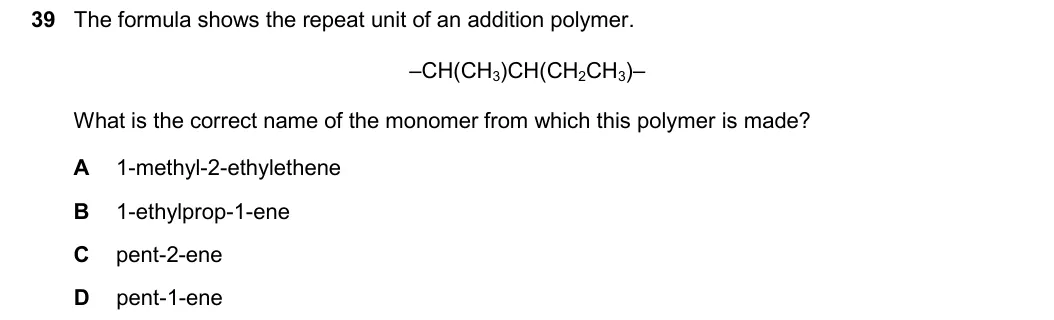 39 The formula shows the repeat unit of an addition polymer.
–CH(CH₃)CH(CH₂CH₃)–
What is the correct name of the monomer from which this polymer is made?
A 1-methyl-2-ethylethene
B 1-ethylprop-1-ene
C pent-2-ene
D pent-1-ene